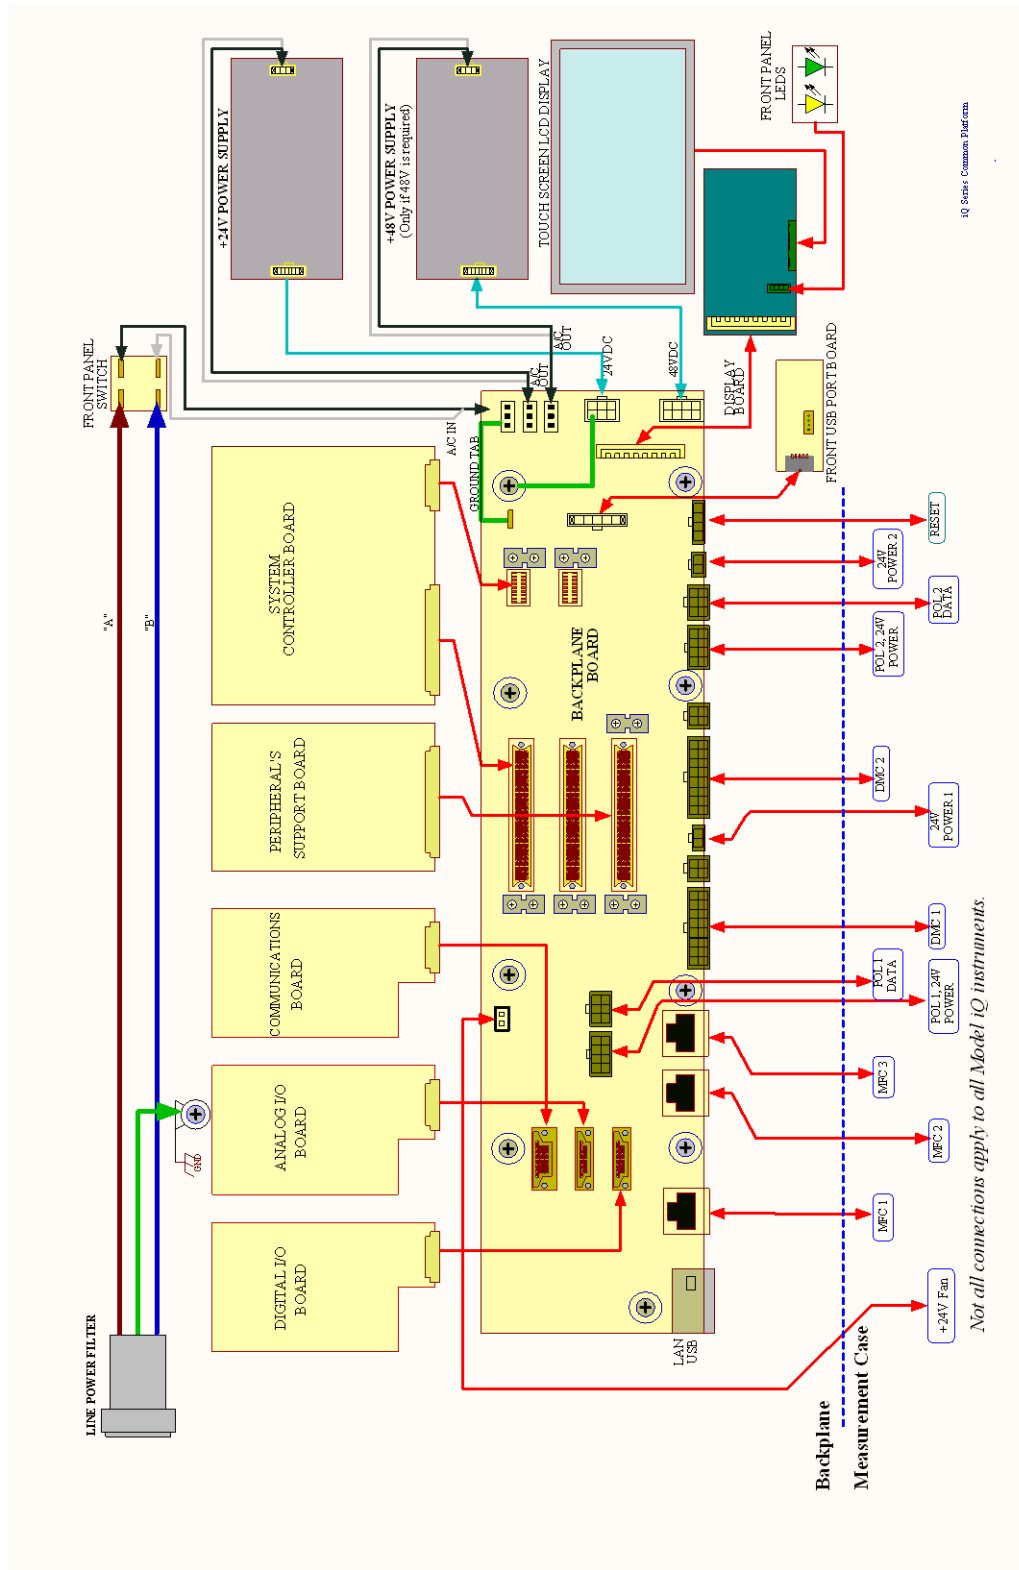 LINE POWER FILTER
"A"
"B"
FRONT PANEL
SWITCH
+24V POWER SUPPLY
+48V POWER SUPPLY
(Only if 48V is required)
TOUCH SCREEN LCD DISPLAY
FRONT PANEL
LEDS
iQ Series Common Platform
GND
DIGITAL I/O
BOARD
ANALOG I/O
BOARD
COMMUNICATIONS
BOARD
PERIPHERAL'S
SUPPORT BOARD
SYSTEM
CONTROLLER BOARD
A/C IN
GROUND TAB
A/C
OUT
A/C
OUT
24VDC
48VDC
DISPLAY
BOARD
FRONT USB PORT BOARD
BACKPLANE
BOARD
LAN
USB
Backplane
Measurement Case
+24V Fan
MFC 1
MFC 2
MFC 3
POL 1, 24V
POWER
POL 1
DATA
DMC 1
24V
POWER 1
DMC 2
POL 2, 24V
POWER
POL 2
DATA
24V
POWER 2
RESET
Not all connections apply to all Model iQ instruments.